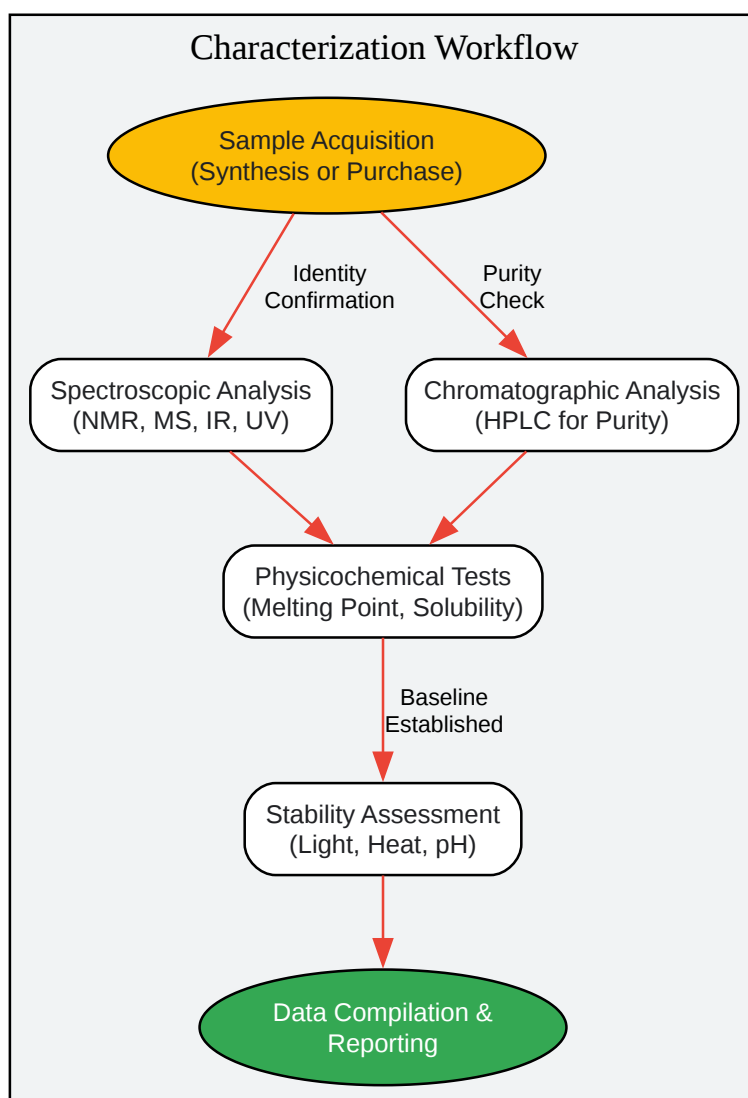 Characterization Workflow
Sample Acquisition
(Synthesis or Purchase)
Identity
Confirmation
Purity
Check
Spectroscopic Analysis
(NMR, MS, IR, UV)
Chromatographic Analysis
(HPLC for Purity)
Physicochemical Tests
(Melting Point, Solubility)
Baseline
Established
Stability Assessment
(Light, Heat, pH)
Data Compilation &
Reporting